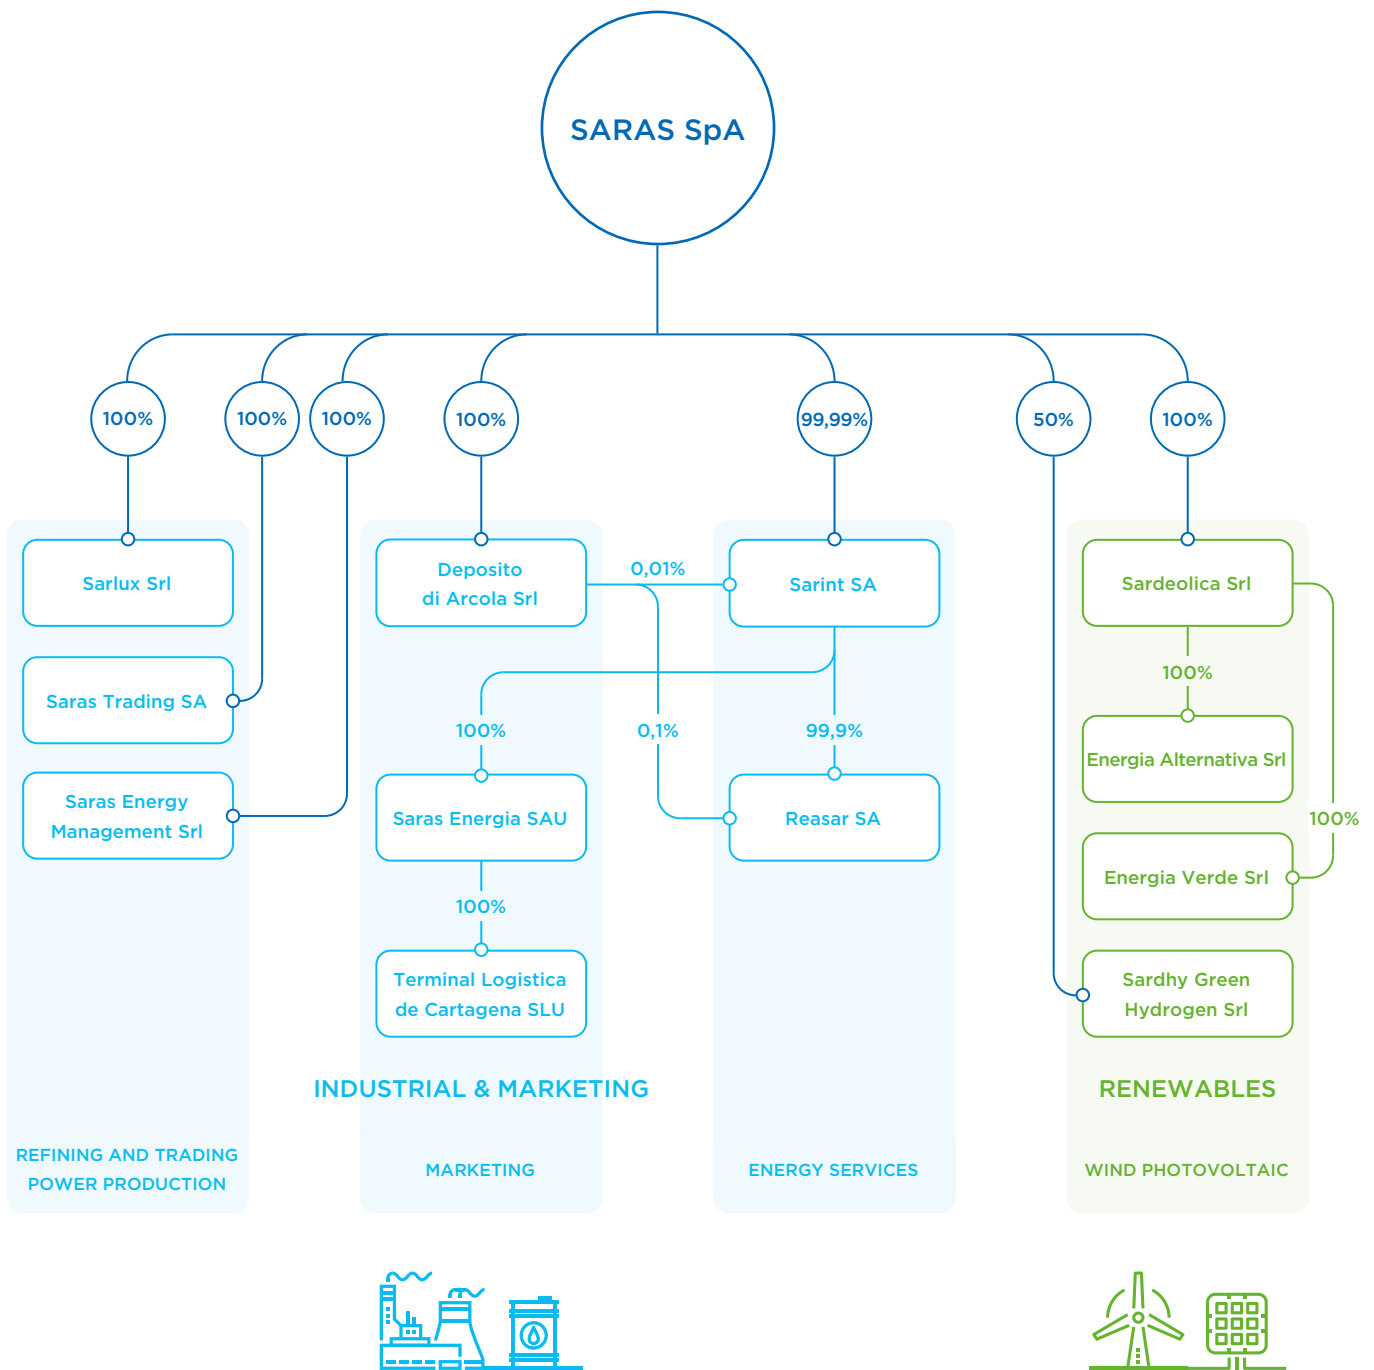 SARAS SpA
100%
100%
100%
100%
99,99%
50%
100%
Sarlux Srl
Saras Trading SA
Saras Energy
Management Srl
Deposito
di Arcola Srl
0,01%
Sarint SA
100%
0,1%
99,9%
Saras Energia SAU
Reasar SA
100%
Terminal Logistica
de Cartagena SLU
Sardeolica Srl
100%
Energia Alternativa Srl
100%
Energia Verde Srl
Sardhy Green
Hydrogen Srl
INDUSTRIAL & MARKETING
RENEWABLES
REFINING AND TRADING
POWER PRODUCTION
MARKETING
ENERGY SERVICES
WIND PHOTOVOLTAIC